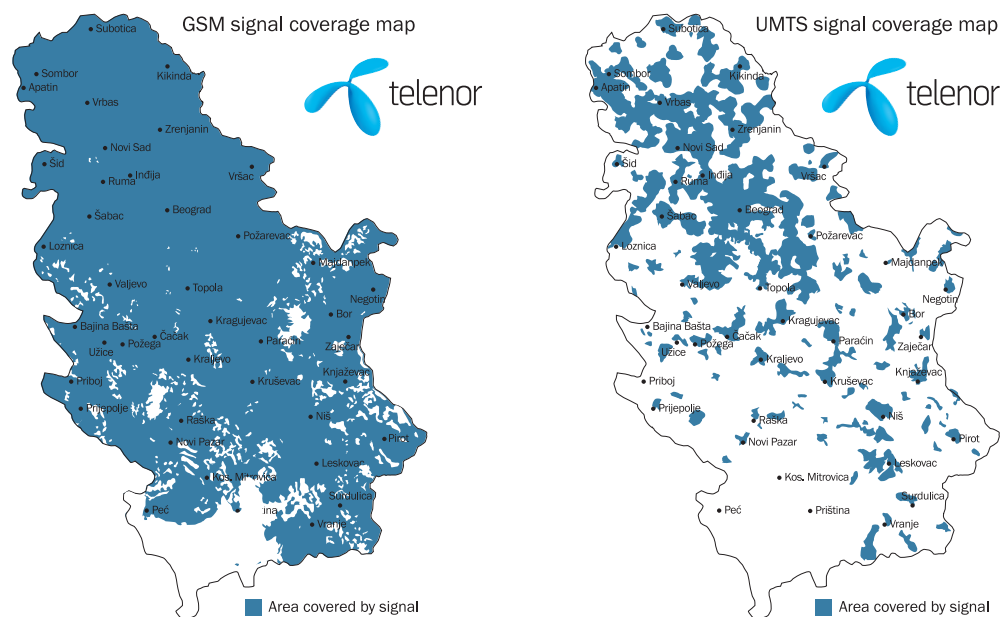 GSM signal coverage map
telenor
Subotica
Sombor
Kikinda
Apatin
Vrbas
Zrenjanin
Novi Sad
Šid
Vršac
Inđija
Ruma
Beograd
Šabac
Požarevac
Loznica
Majdanpek
Valjevo
Topola
Negotin
Bor
Kragujevac
Bajina Bašta
Čačak
Paraćin
Zaječar
Užice
Požega
Kraljevo
Knjaževac
Priboj
Kruševac
Prijepolje
Niš
Raška
Pirot
Novi Pazar
Leskovac
Kos. Mitrovica
Surdulica
Peć
tina
Vranje
Area covered by signal
UMTS signal coverage map
telenor
Subotica
Sombor
Kikinda
Apatin
Vrbas
Zrenjanin
Novi Sad
Šid
Vršac
Inđija
Ruma
Beograd
Šabac
Požarevac
Loznica
Majdanpek
Valjevo
Topola
Negotin
Bor
Kragujevac
Bajina Bašta
Čačak
Paraćin
Zaječar
Užice
Požega
Kraljevo
Knjaževac
Priboj
Kruševac
Prijepolje
Niš
Raška
Pirot
Novi Pazar
Leskovac
Kos. Mitrovica
Surdulica
Peć
Priština
Vranje
Area covered by signal